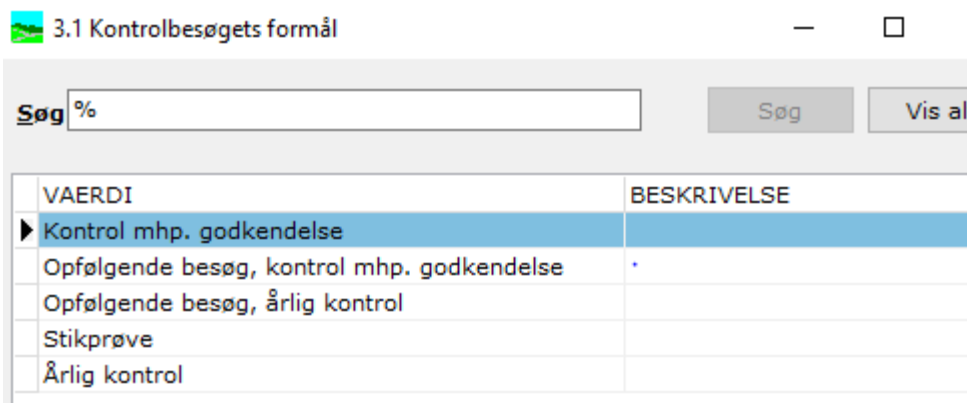 3.1 Kontrolbesøgets formål
Søg % Søg Vis al
VAERDI BESKRIVELSE
Kontrol mhp. godkendelse
Opfølgende besøg, kontrol mhp. godkendelse
Opfølgende besøg, årlig kontrol
Stikprøve
Årlig kontrol